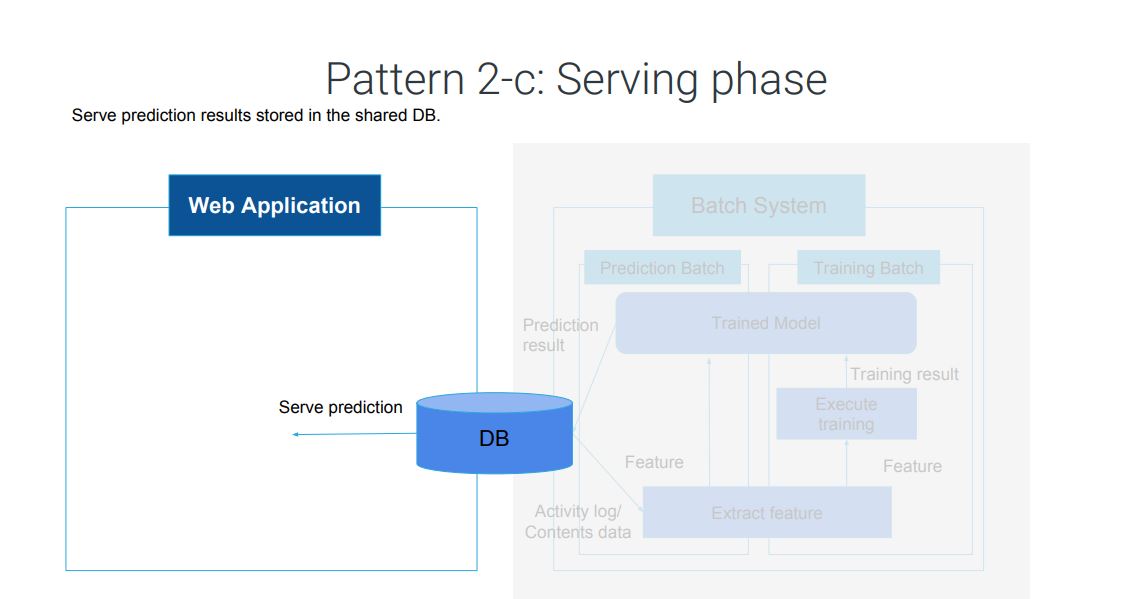 Pattern 2-c: Serving phase
Serve prediction results stored in the shared DB.
Web Application
Batch System
Prediction Batch
Training Batch
Trained Model
Prediction
result
Training result
Execute
training
Serve prediction
DB
Feature
Feature
Activity log/
Contents data
Extract feature